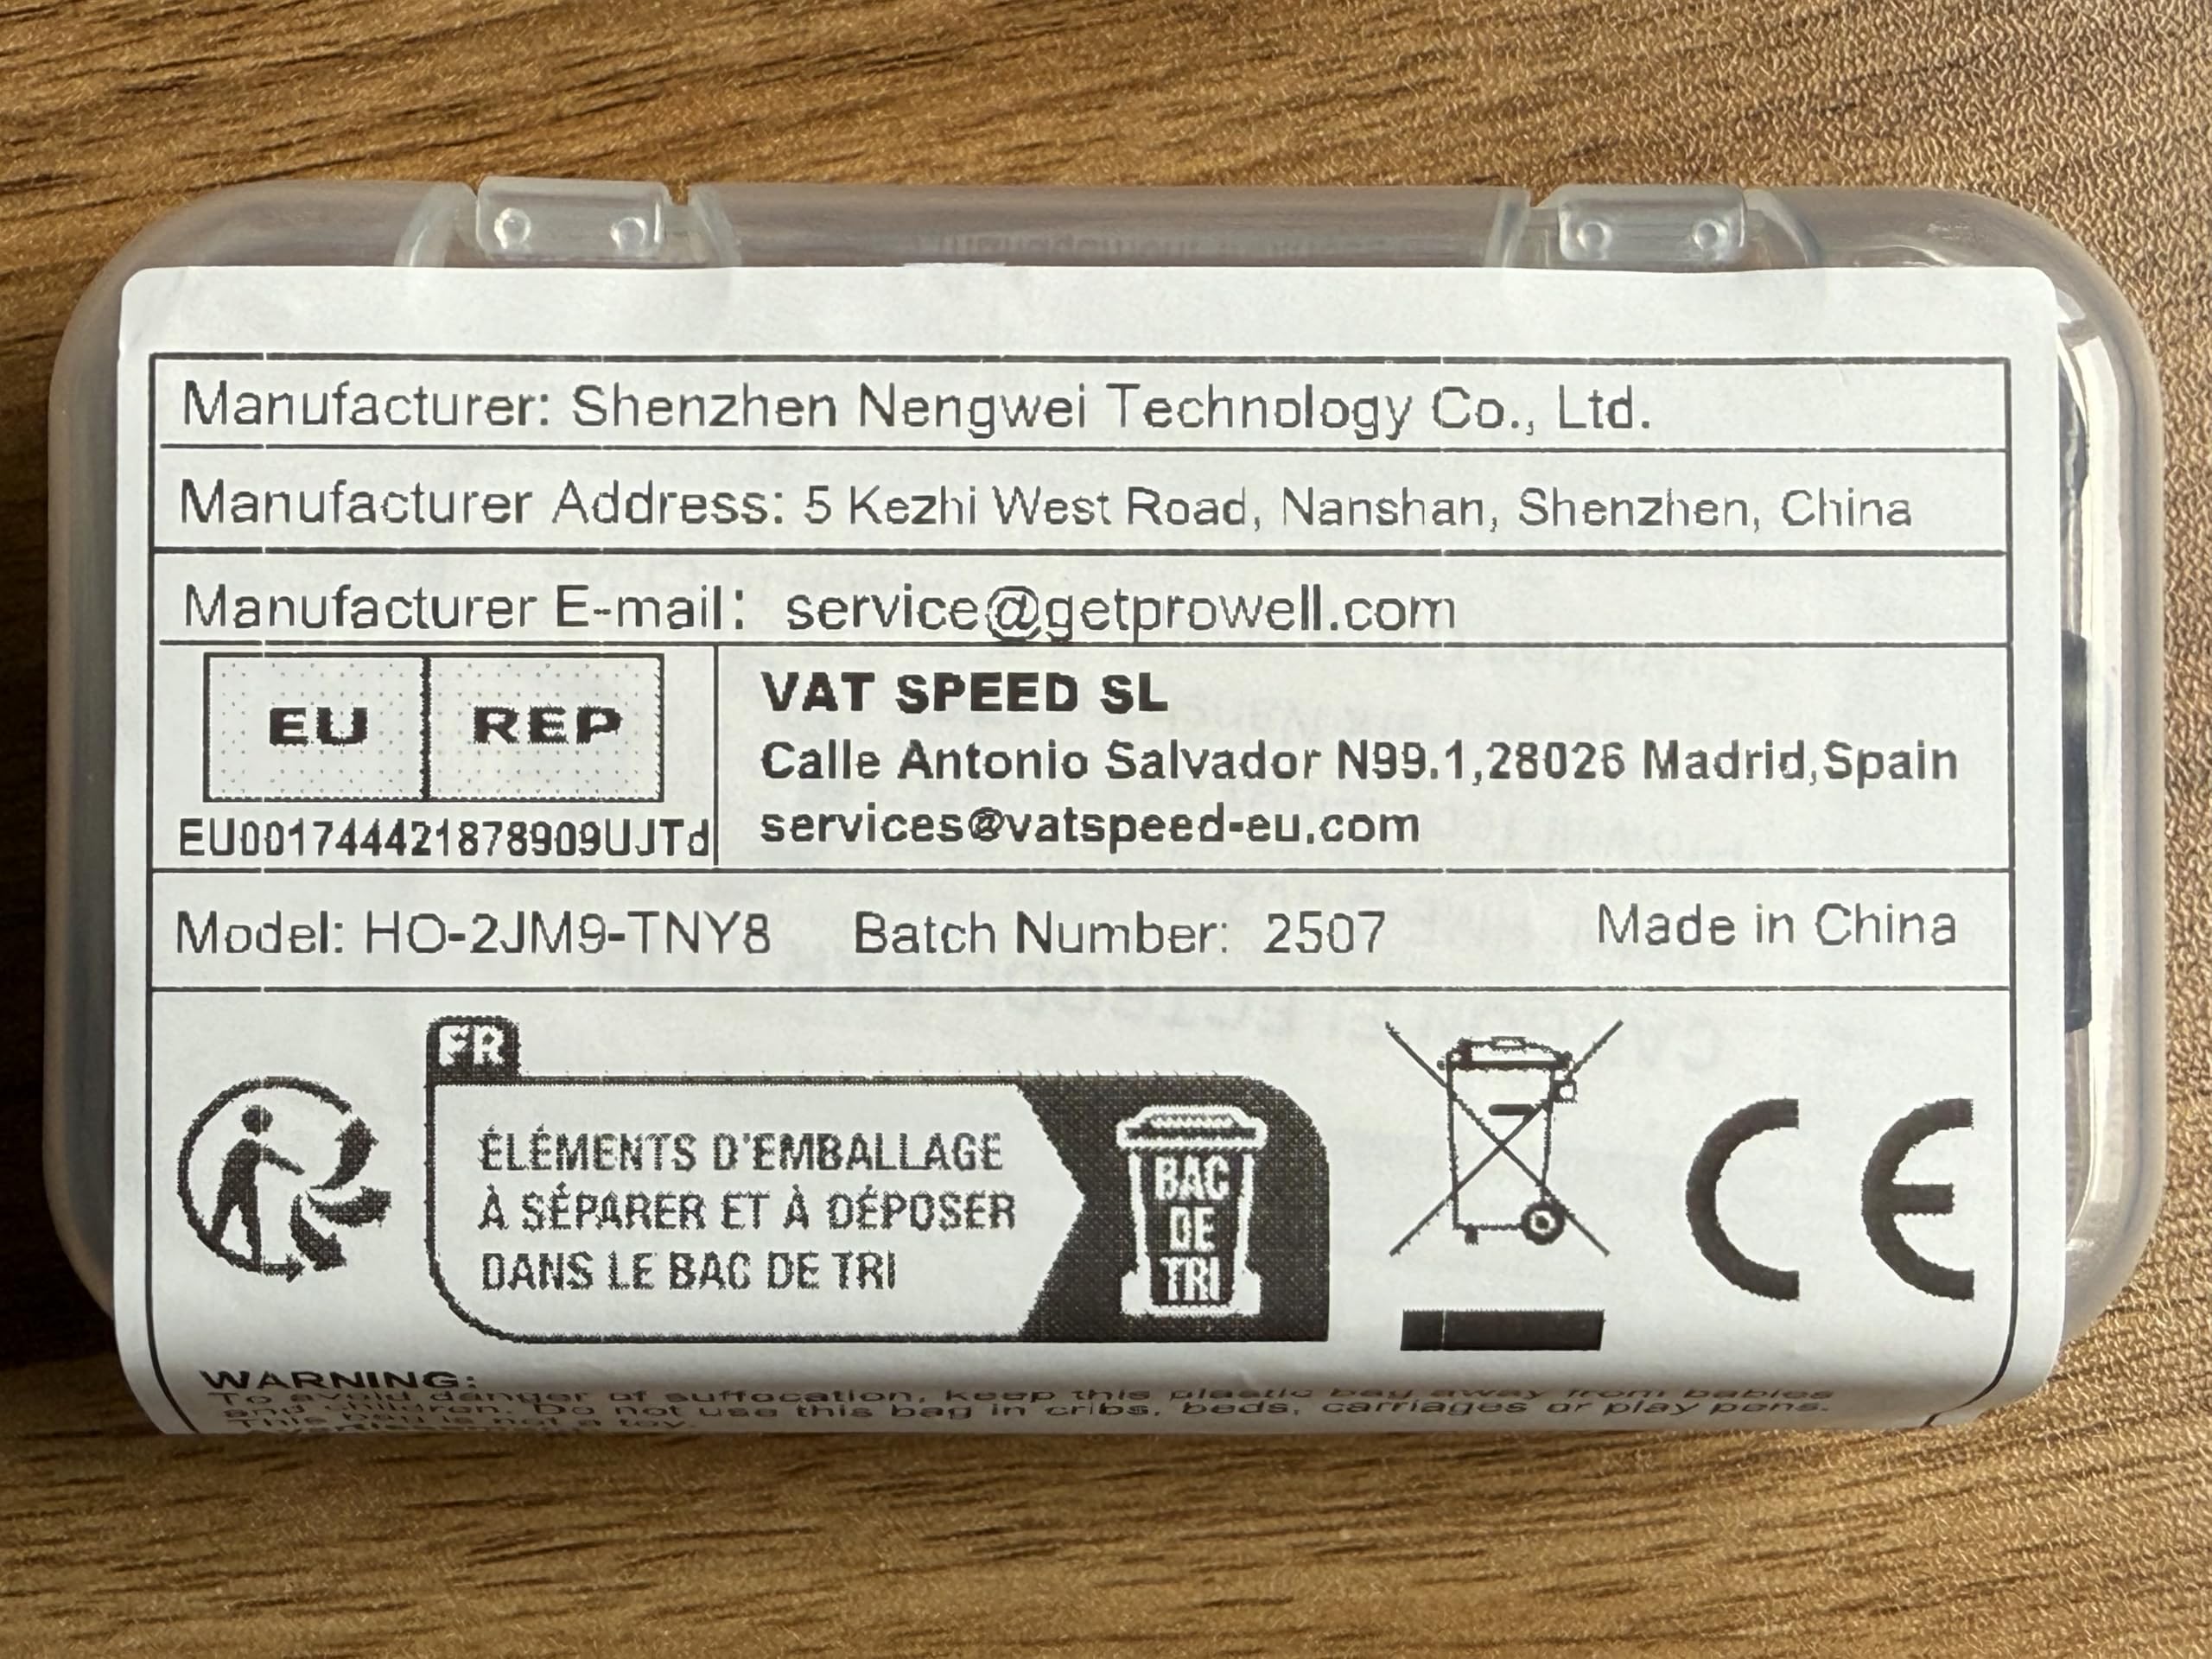 Manufacturer: Shenzhen Nengwei Technology Co., Ltd.
Manufacturer Address: 5 Kezhi West Road, Nanshan, Shenzhen, China
Manufacturer E-mail: service@getprowell.com
EU REP
EU001744421878909UJTd
VAT SPEED SL
Calle Antonio Salvador N99.1,28026 Madrid,Spain
services@vatspeed-eu.com
Model: HO-2JM9-TNY8 Batch Number: 2507 Made in China
FR
ÉLÉMENTS D'EMBALLAGE
À SÉPARER ET À DÉPOSER
DANS LE BAC DE TRI
BAC
DE
TRI
CE
WARNING:
To avoid danger of suffocation, keep this plastic bag away from babies
and children. Do not use this bag in cribs, beds, carriages or play pens.
This bag is not a toy.